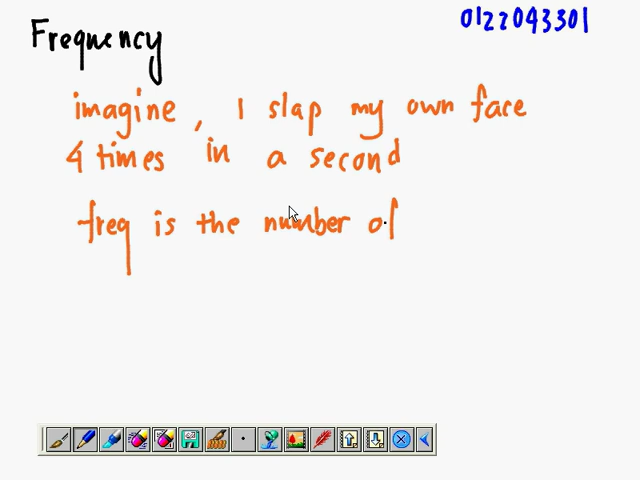 Frequency
0122043301
imagine, I slap my own face
4 times in a second
freq is the number of